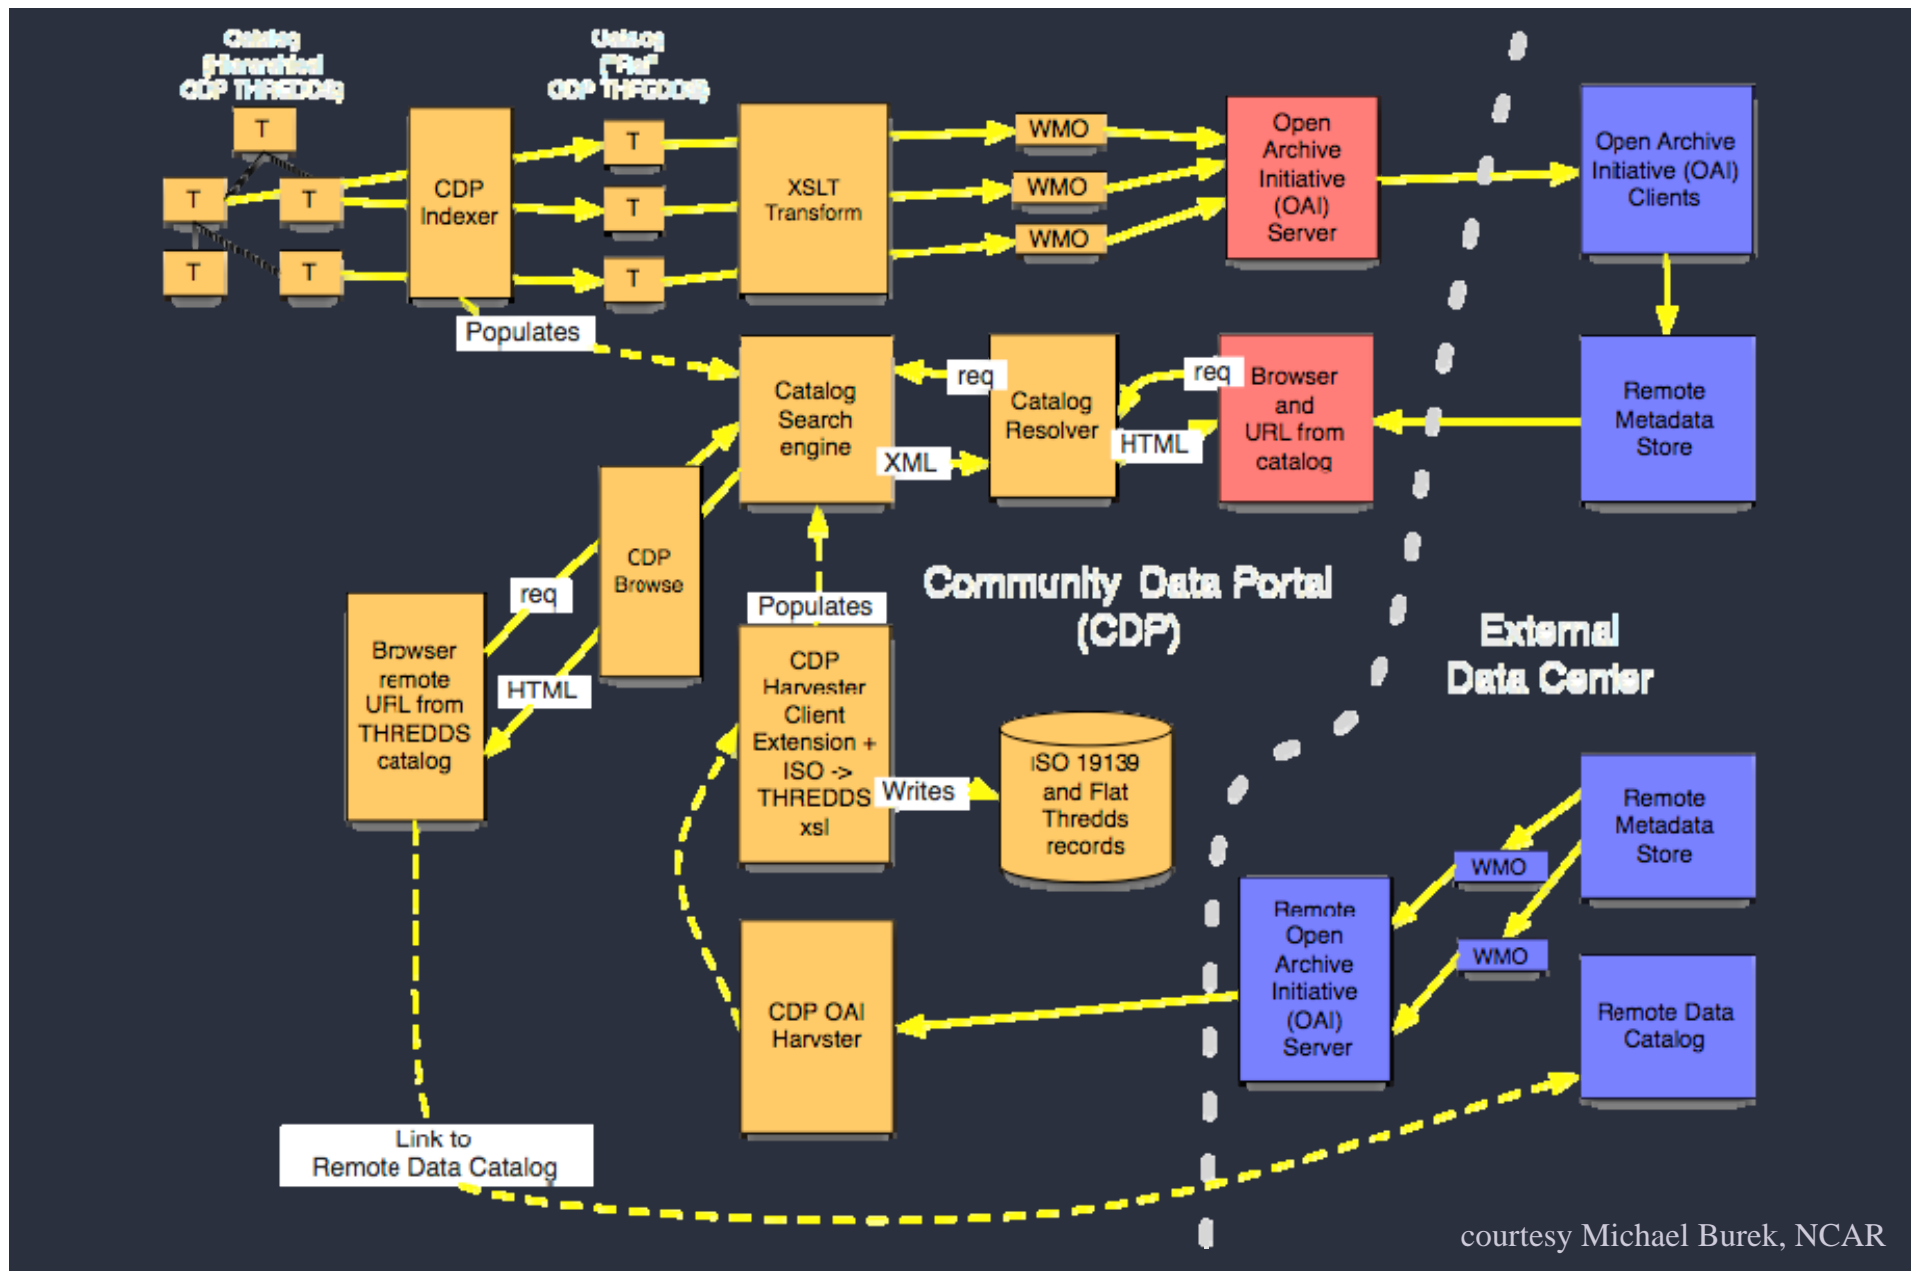 Catalog
(Hierarchical
CDP THREDDS)
Catalog
("Flat"
CDP THREDDS)
T
T
T
T
T
CDP
Indexer
T
T
T
XSLT
Transform
WMO
WMO
WMO
Open
Archive
Initiative
(OAI)
Server
Open Archive
Initiative (OAI)
Clients
Populates
Catalog
Search
engine
req
XML
Catalog
Resolver
req
HTML
Browser
and
URL from
catalog
Remote
Metadata
Store
CDP
Browse
req
HTML
Browser
remote
URL from
THREDDS
catalog
Populates
CDP
Harvester
Client
Extension +
ISO ->
THREDDS
xsl
Writes
ISO 19139
and Flat
Thredds
records
Community Data Portal
(CDP)
External
Data Center
Remote
Metadata
Store
WMO
WMO
Remote
Open
Archive
Initiative
(OAI)
Server
Remote Data
Catalog
CDP OAI
Harvster
Link to
Remote Data Catalog
courtesy Michael Burek, NCAR